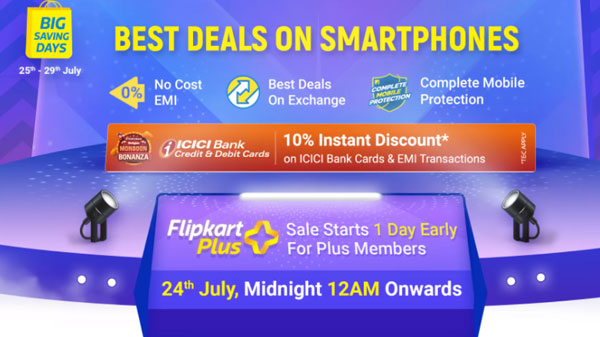 BIG
SAVING
DAYS
25th - 29th July
BEST DEALS ON SMARTPHONES
0%
No Cost
EMI
Best Deals
On Exchange
COMPLETE
MOBILE
PROTECTION
Complete Mobile
Protection
MONSOON
BONANZA
ICICI Bank
Credit & Debit Cards
10% Instant Discount*
on ICICI Bank Cards & EMI Transactions
*T&C APPLY
Flipkart
Plus
Sale Starts 1 Day Early
For Plus Members
24th July, Midnight 12AM Onwards